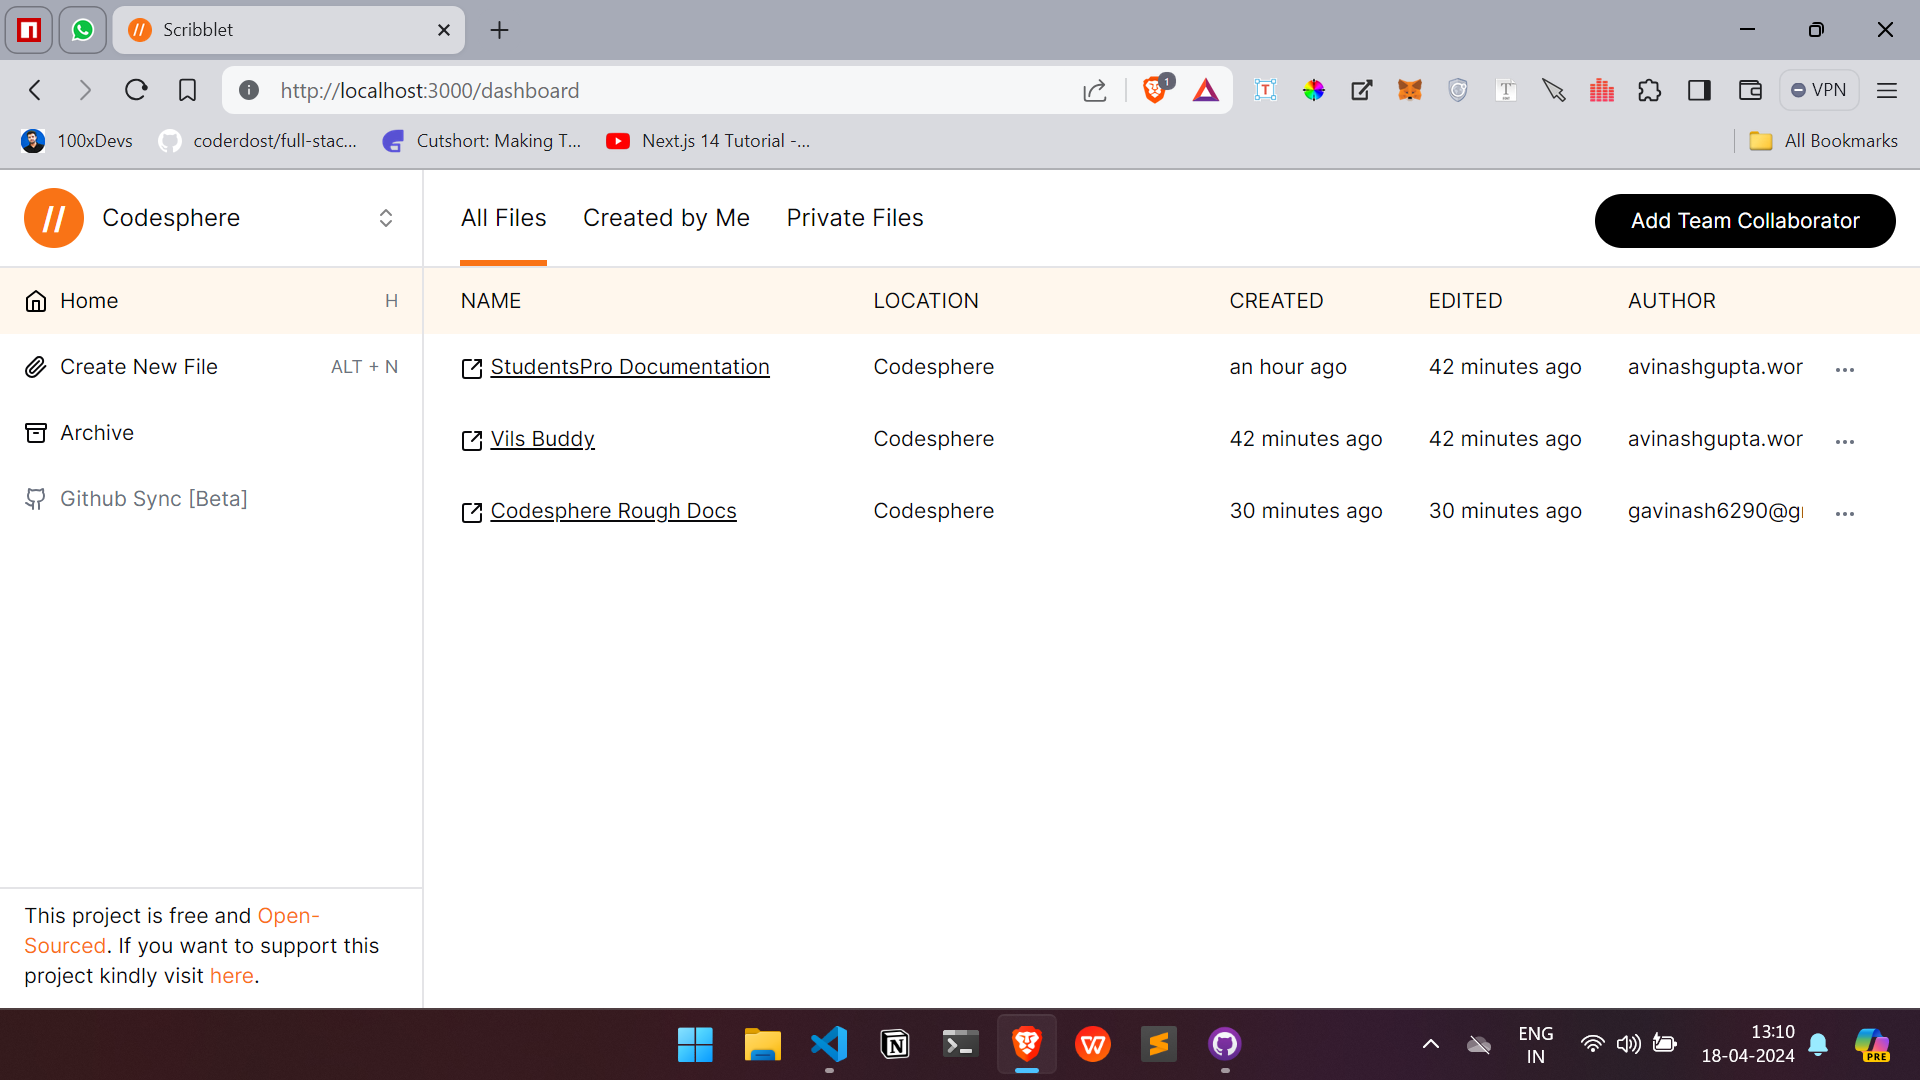 Scribblet
http://localhost:3000/dashboard
1
VPN
100xDevs
coderdost/full-stac...
Cutshort: Making T...
Next.js 14 Tutorial -...
All Bookmarks
Codesphere
All Files
Created by Me
Private Files
Add Team Collaborator
Home
H
NAME
LOCATION
CREATED
EDITED
AUTHOR
Create New File
ALT + N
StudentsPro Documentation
Codesphere
an hour ago
42 minutes ago
avinashgupta.wor
Archive
Vils Buddy
Codesphere
42 minutes ago
42 minutes ago
avinashgupta.wor
Github Sync [Beta]
Codesphere Rough Docs
Codesphere
30 minutes ago
30 minutes ago
gavinash6290@g
This project is free and Open-
Sourced. If you want to support this
project kindly visit here.
ENG
IN
13:10
18-04-2024
PRE